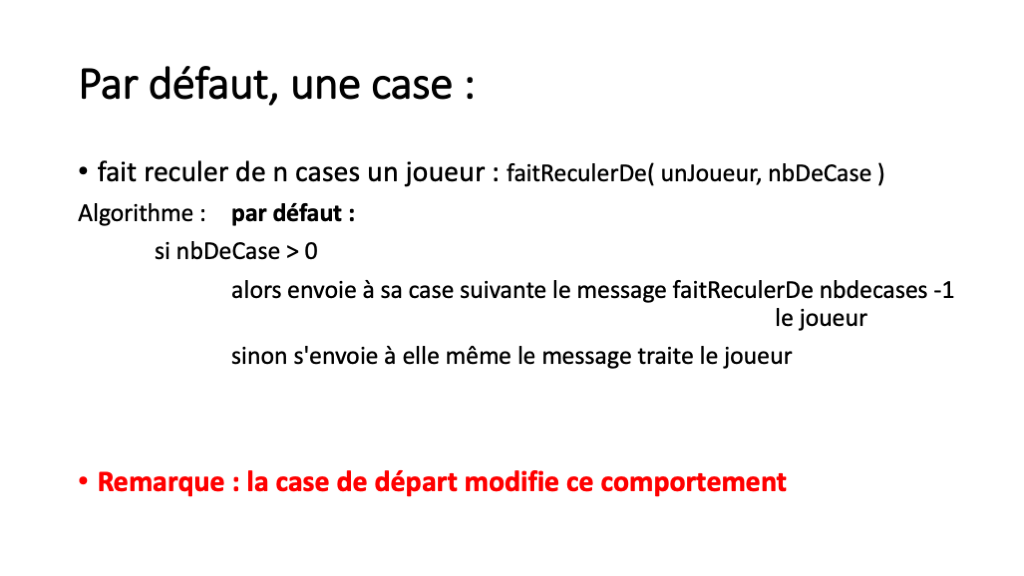 Par défaut, une case :
• fait reculer de n cases un joueur : faitReculerDe( unJoueur, nbDeCase )
Algorithme : par défaut :
si nbDeCase > 0
alors envoie à sa case suivante le message faitReculerDe nbdecases -1
le joueur
sinon s'envoie à elle même le message traite le joueur
• Remarque : la case de départ modifie ce comportement